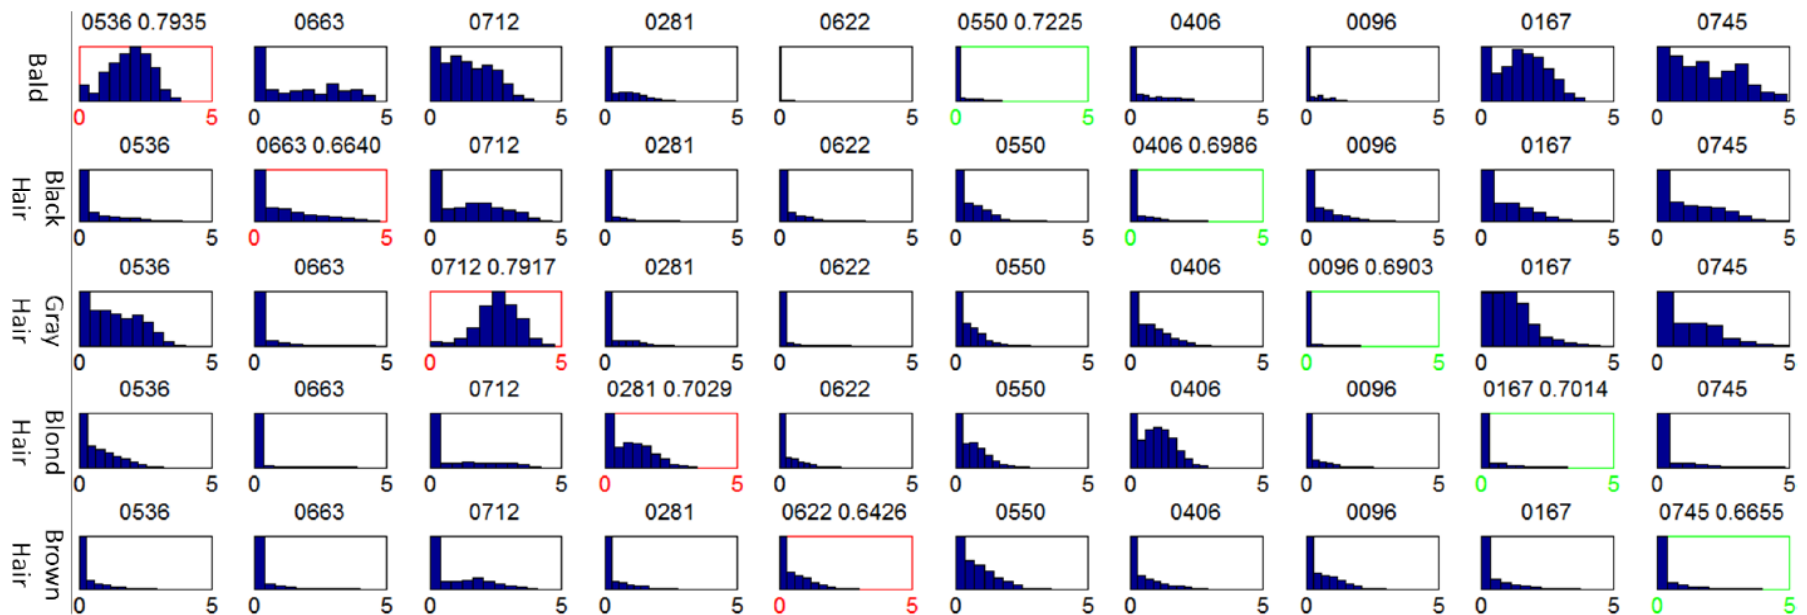 0536 0.7935 0663 0712 0281 0622 0550 0.7225 0406 0096 0167 0745
Bald
0 5 0 5 0 5 0 5 0 5 0 5 0 5 0 5 0 5 0 5
0536 0663 0.6640 0712 0281 0622 0550 0406 0.6986 0096 0167 0745
Black
Hair
0 5 0 5 0 5 0 5 0 5 0 5 0 5 0 5 0 5 0 5
0536 0663 0712 0.7917 0281 0622 0550 0406 0096 0.6903 0167 0745
Gray
Hair
0 5 0 5 0 5 0 5 0 5 0 5 0 5 0 5 0 5 0 5
0536 0663 0712 0281 0.7029 0622 0550 0406 0096 0167 0.7014 0745
Blond
Hair
0 5 0 5 0 5 0 5 0 5 0 5 0 5 0 5 0 5 0 5
0536 0663 0712 0281 0622 0.6426 0550 0406 0096 0167 0745 0.6655
Brown
Hair
0 5 0 5 0 5 0 5 0 5 0 5 0 5 0 5 0 5 0 5